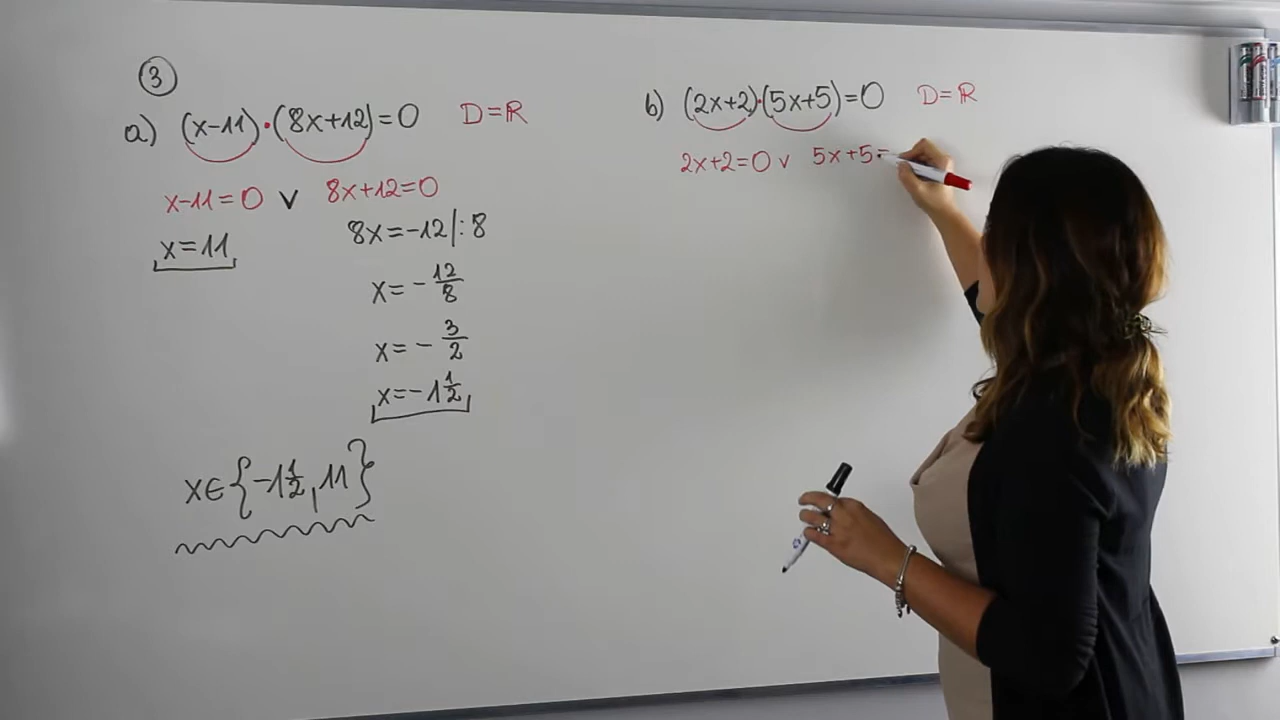 ③
a) (x-11)·(8x+12)=0 D=ℝ
x-11=0 ∨ 8x+12=0
x=11
8x=-12|:8
x=-12/8
x=-3/2
x=-1 1/2
x∈{-1 1/2, 11}
b) (2x+2)·(5x+5)=0 D=ℝ
2x+2=0 ∨ 5x+5=